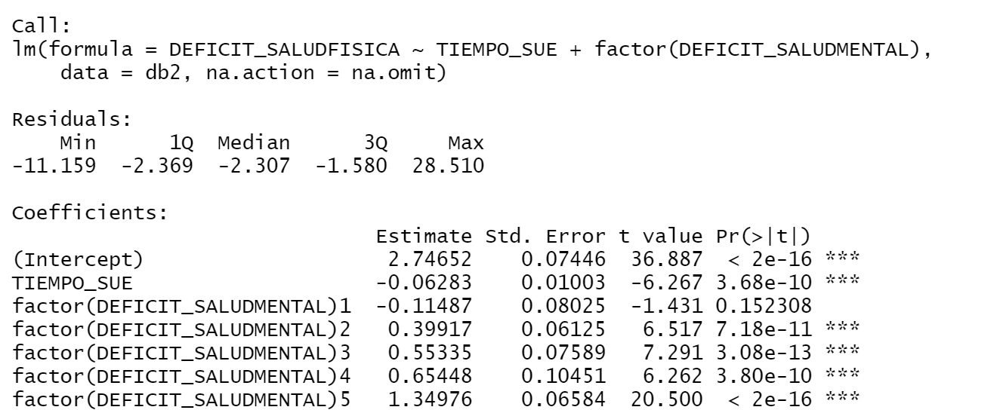 Call:
lm(formula = DEFICIT_SALUDFISICA ~ TIEMPO_SUE + factor(DEFICIT_SALUDMENTAL),
    data = db2, na.action = na.omit)

Residuals:
    Min      1Q  Median      3Q     Max
-11.159  -2.369  -2.307  -1.580  28.510

Coefficients:
                              Estimate Std. Error t value Pr(>|t|)
(Intercept)                    2.74652    0.07446  36.887  < 2e-16 ***
TIEMPO_SUE                    -0.06283    0.01003  -6.267 3.68e-10 ***
factor(DEFICIT_SALUDMENTAL)1  -0.11487    0.08025  -1.431 0.152308
factor(DEFICIT_SALUDMENTAL)2   0.39917    0.06125   6.517 7.18e-11 ***
factor(DEFICIT_SALUDMENTAL)3   0.55335    0.07589   7.291 3.08e-13 ***
factor(DEFICIT_SALUDMENTAL)4   0.65448    0.10451   6.262 3.80e-10 ***
factor(DEFICIT_SALUDMENTAL)5   1.34976    0.06584  20.500  < 2e-16 ***